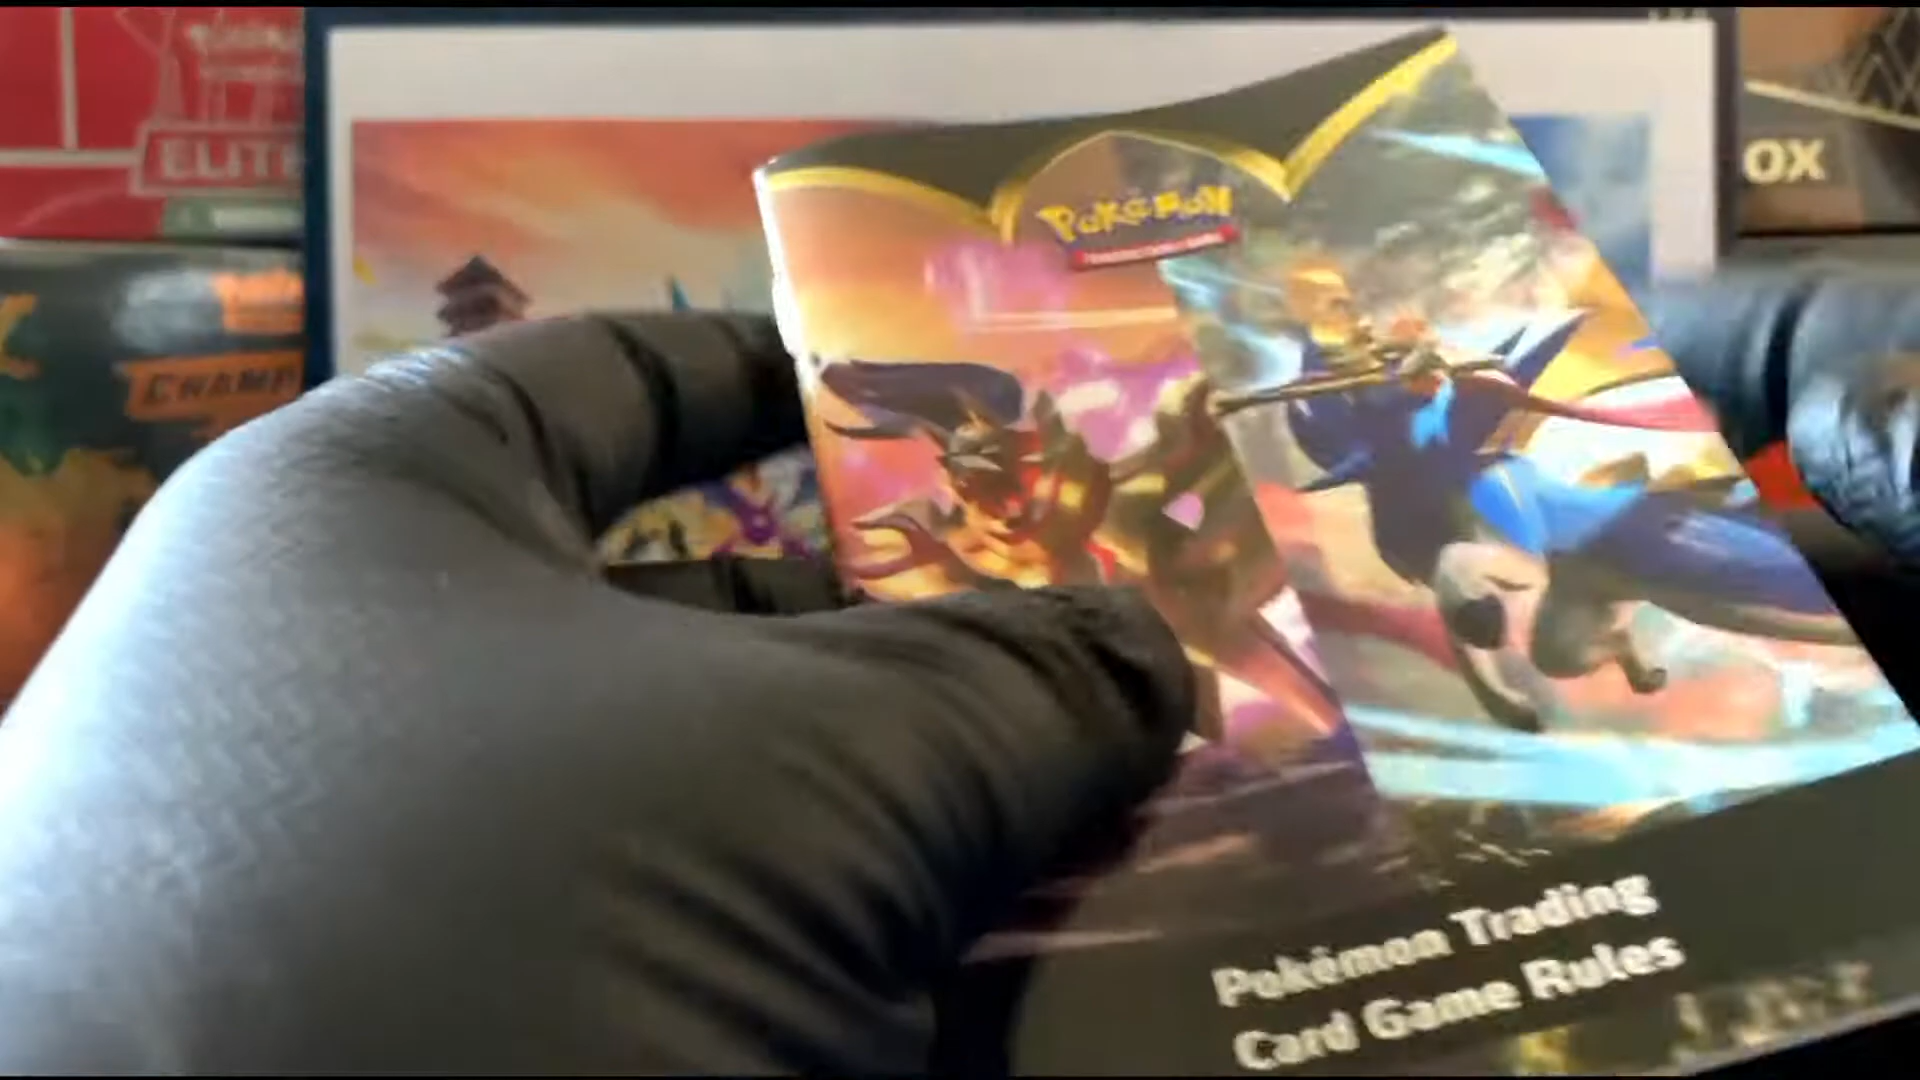 ELITE
OX
CHAMP
Pokémon
Pokémon Trading
Card Game Rules